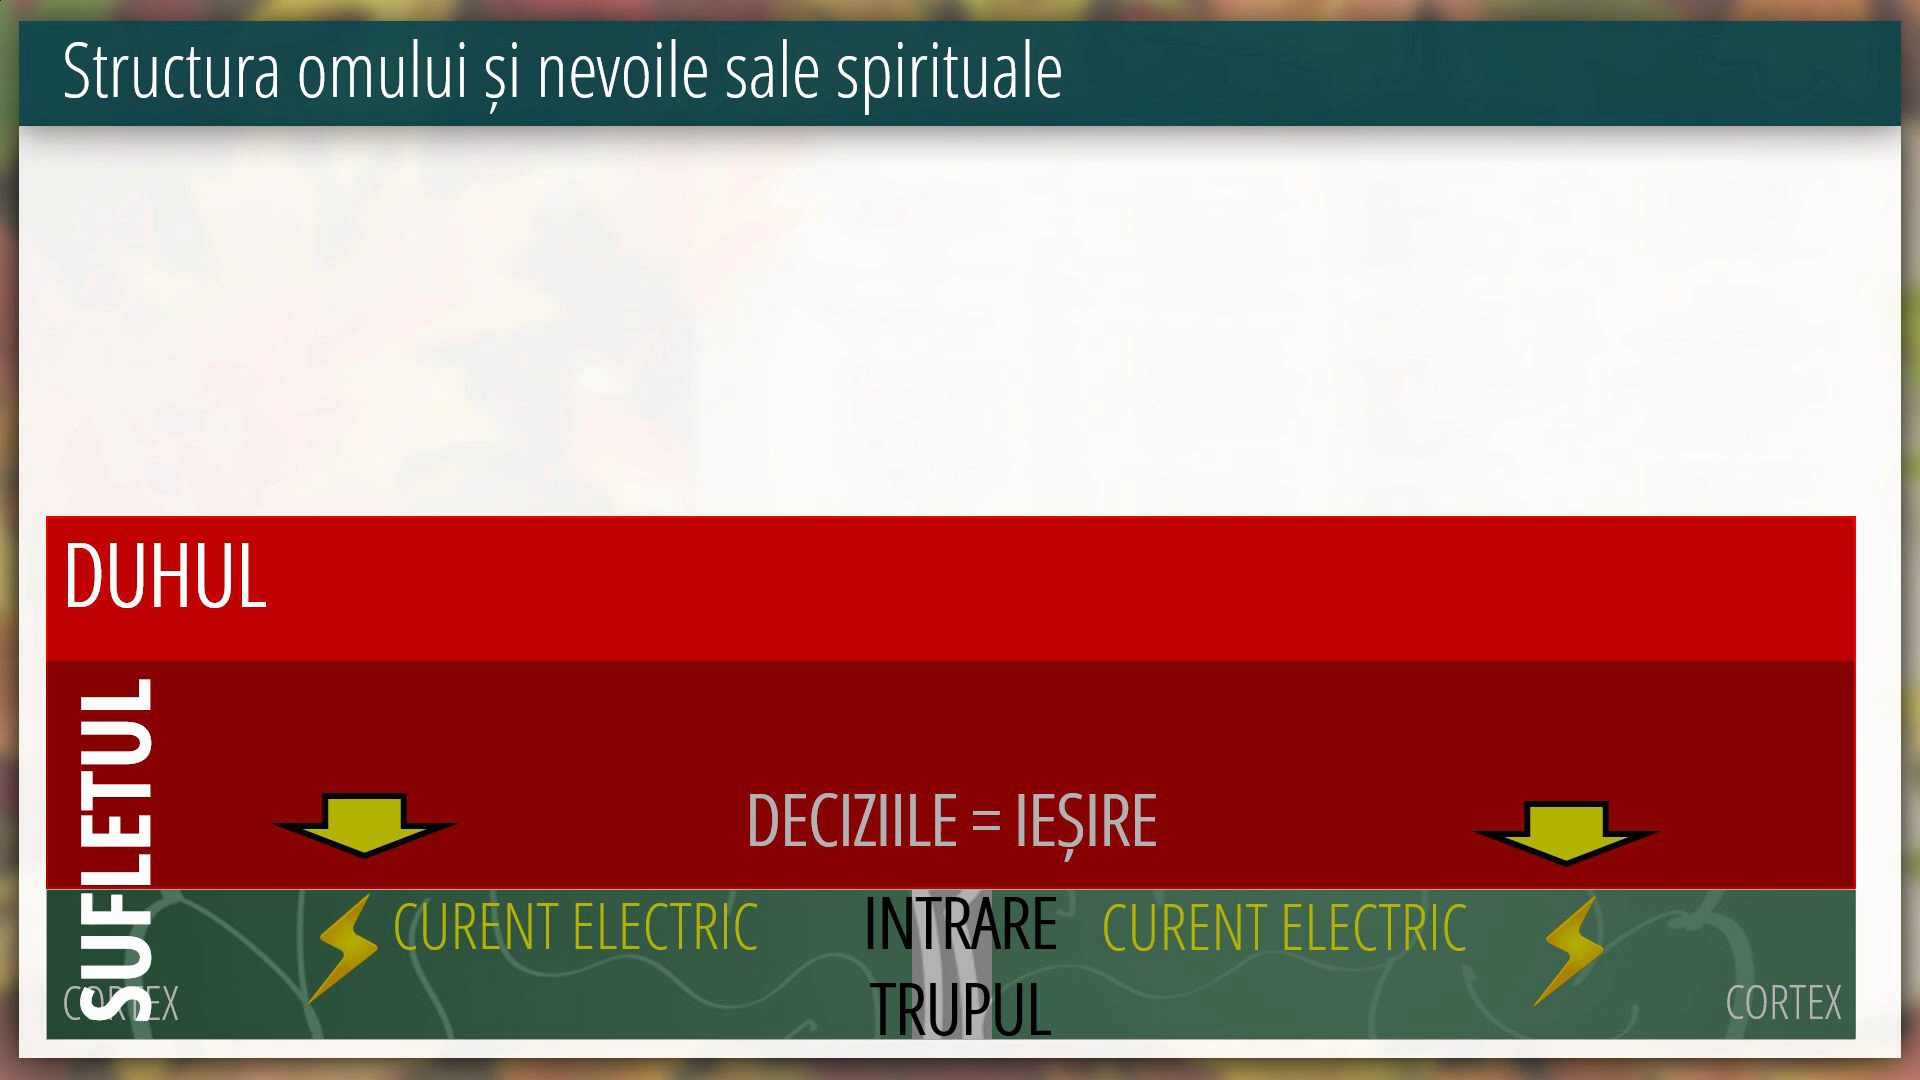 Structura omului și nevoile sale spirituale
DUHUL
SUFLETUL
DECIZIILE = IEȘIRE
CURENT ELECTRIC
INTRARE
CURENT ELECTRIC
CORTEX
TRUPUL
CORTEX